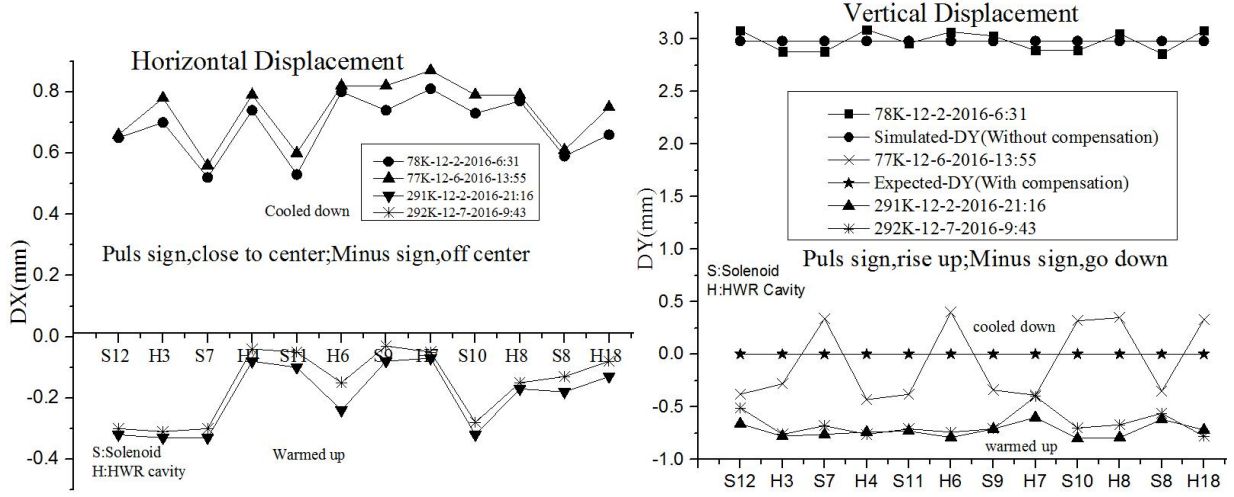 Horizontal Displacement
DX(mm)
0.8
0.6
0.4
0.2
0.0
-0.2
-0.4
78K-12-2-2016-6:31
77K-12-6-2016-13:55
291K-12-2-2016-21:16
292K-12-7-2016-9:43
Cooled down
Puls sign,close to center;Minus sign,off center
S12 H3 S7 H4 S11 H6 S9 H7 S10 H8 S8 H18
S:Solenoid
H:HWR cavity
Warmed up
Vertical Displacement
DY(mm)
3.0
2.5
2.0
1.5
1.0
0.5
0.0
-0.5
-1.0
78K-12-2-2016-6:31
Simulated-DY(Without compensation)
77K-12-6-2016-13:55
Expected-DY(With compensation)
291K-12-2-2016-21:16
292K-12-7-2016-9:43
Puls sign,rise up;Minus sign,go down
S:Solenoid
H:HWR Cavity
cooled down
warmed up
S12 H3 S7 H4 S11 H6 S9 H7 S10 H8 S8 H18